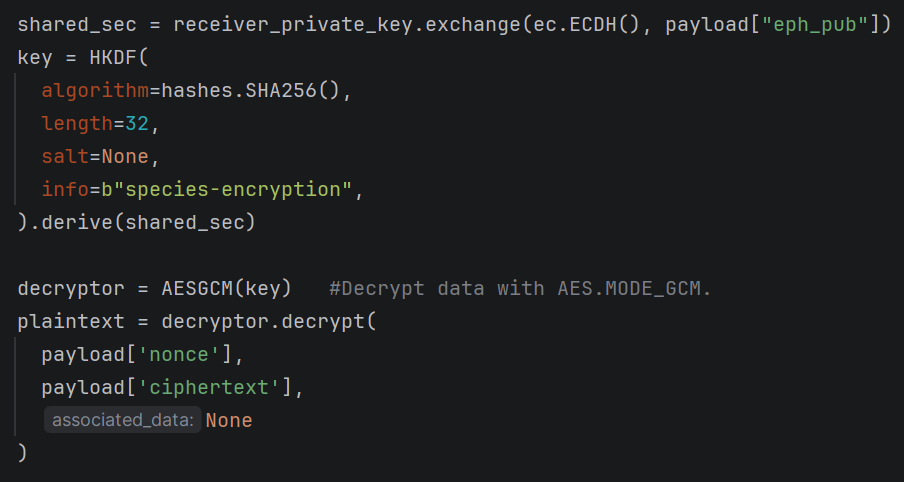 shared_sec = receiver_private_key.exchange(ec.ECDH(), payload["eph_pub"])
key = HKDF(
algorithm=hashes.SHA256(),
length=32,
salt=None,
info=b"species-encryption",
).derive(shared_sec)
decryptor = AESGCM(key)   #Decrypt data with AES.MODE_GCM.
plaintext = decryptor.decrypt(
payload['nonce'],
payload['ciphertext'],
associated_data: None
)